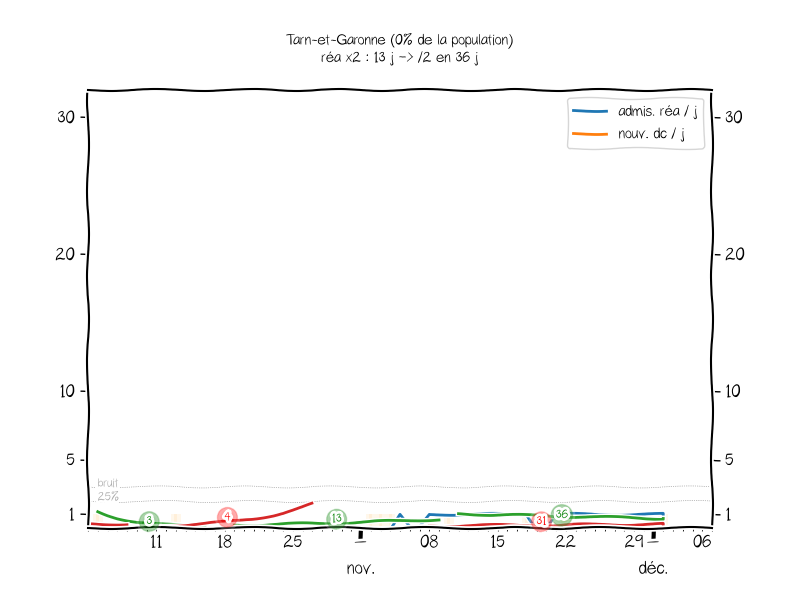 Tarn-et-Garonne (0% de la population)
réa x2 : 13 j -> /2 en 36 j
admis. réa / j
nouv. dc / j
30 30
20 20
10 10
5 5
bruit
25%
1 1
3 4 13 31 36
11 18 25 1 08 15 22 29 1 06
nov. déc.